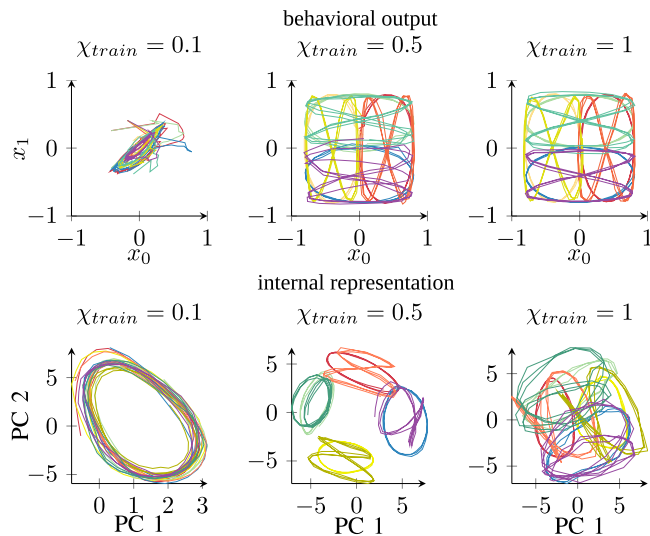 behavioral output
χtrain = 0.1
χtrain = 0.5
χtrain = 1
x1
1
0
−1
−1 0 1
x0
1
0
−1
−1 0 1
x0
1
0
−1
−1 0 1
x0
internal representation
χtrain = 0.1
χtrain = 0.5
χtrain = 1
PC 2
5
0
−5
0 1 2 3
PC 1
5
0
−5
−5 0 5
PC 1
5
0
−5
−5 0 5
PC 1